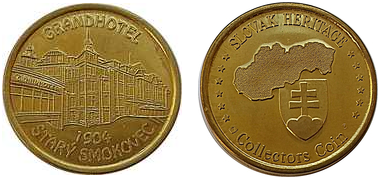 GRANDHOTEL
1904
STARÝ SMOKOVEC
SLOVAK HERITAGE
Collectors Coin